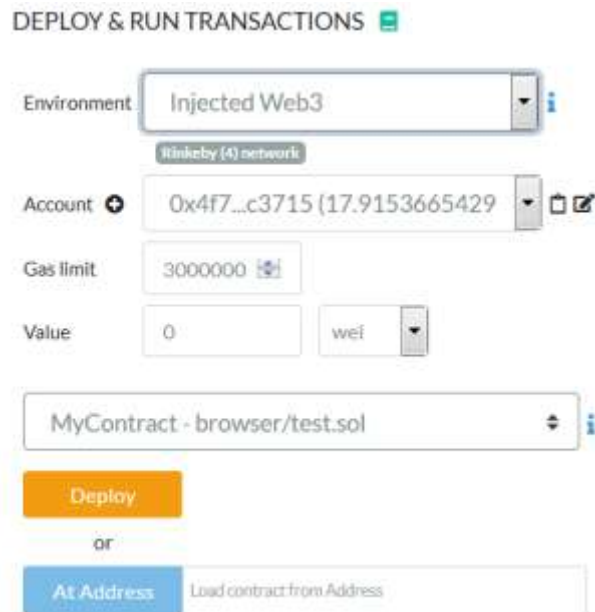 DEPLOY & RUN TRANSACTIONS
Environment Injected Web3
Rinkeby (4) network
Account 0x4f7...c3715 (17.9153665429
Gas limit 3000000
Value 0 wei
MyContract - browser/test.sol
Deploy
or
At Address Load contract from Address